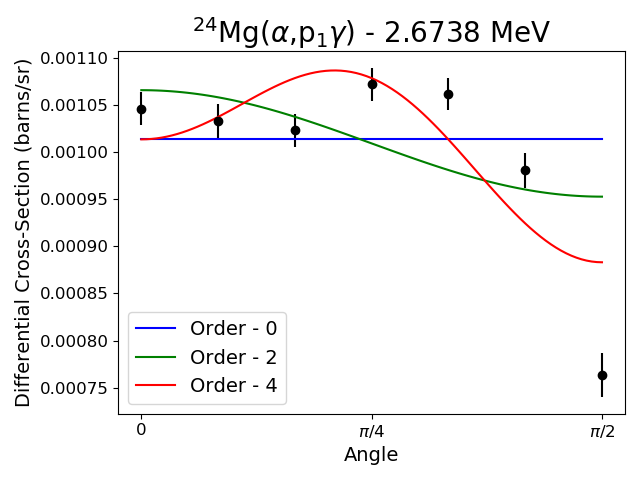 ²⁴Mg(α,p₁γ) - 2.6738 MeV
Differential Cross-Section (barns/sr)
0.00110
0.00105
0.00100
0.00095
0.00090
0.00085
0.00080
0.00075
Order - 0
Order - 2
Order - 4
0 π/4 π/2
Angle